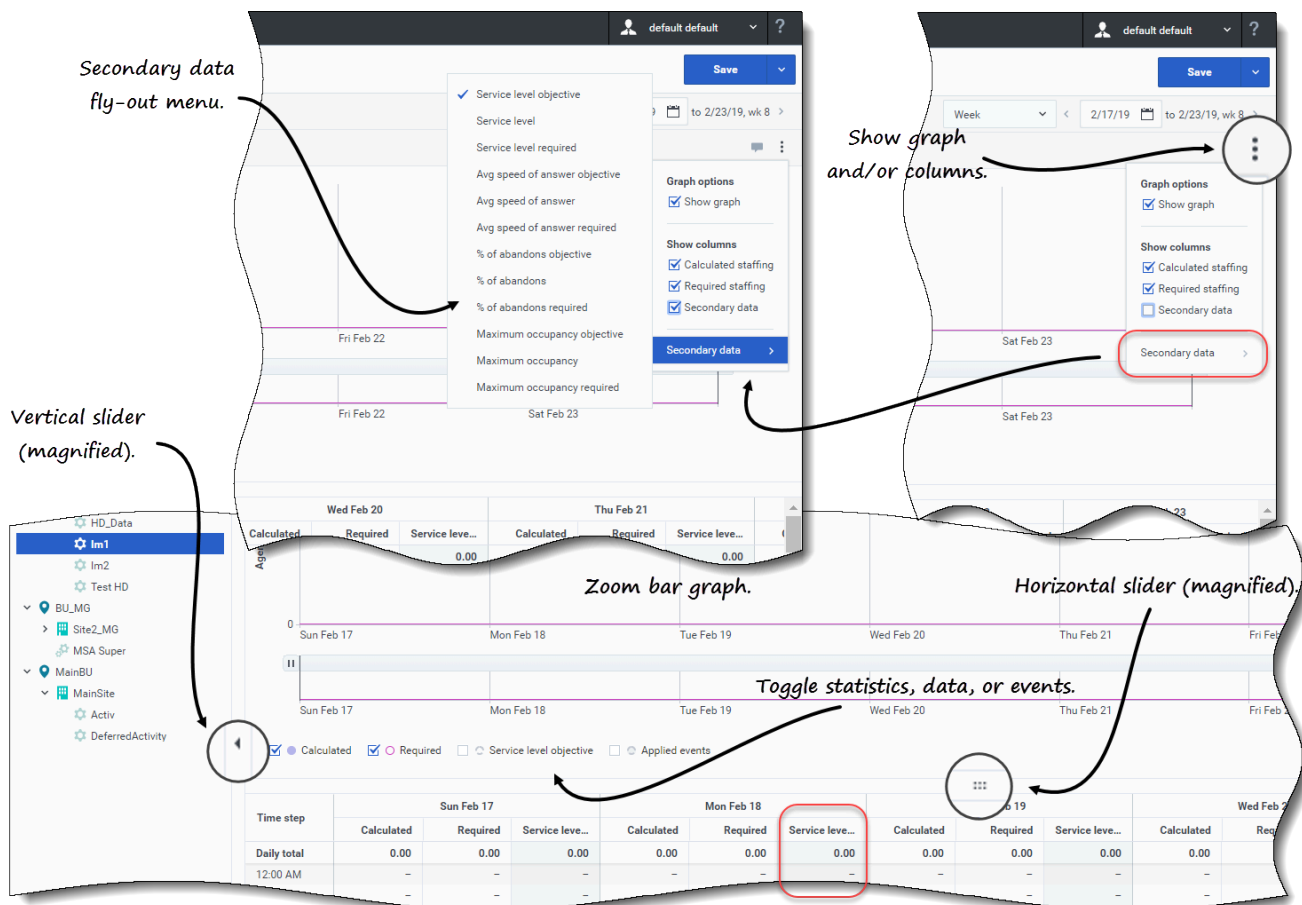 default default
?
Save
Secondary data
fly-out menu.
9
to 2/23/19, wk 8
Service level objective
Service level
Service level required
Avg speed of answer objective
Avg speed of answer
Avg speed of answer required
% of abandons objective
% of abandons
% of abandons required
Maximum occupancy objective
Maximum occupancy
Maximum occupancy required
Graph options
Show graph
Show columns
Calculated staffing
Required staffing
Secondary data
Secondary data
Fri Feb 22
Fri Feb 22
Sat Feb 23
Wed Feb 20
Thu Feb 21
Calculated Required Service leve... Calculated Required Service leve...
0.00 0.00
default default
?
Save
Week
2/17/19
to 2/23/19, wk 8
Show graph
and/or columns.
Graph options
Show graph
Show columns
Calculated staffing
Required staffing
Secondary data
Secondary data
Sat Feb 23
Sat Feb 23
Vertical slider
(magnified).
HD_Data
Im1
Im2
Test HD
BU_MG
Site2_MG
MSA Super
MainBU
MainSite
Activ
DeferredActivity
Zoom bar graph.
Horizontal slider (magnified).
0
Sun Feb 17 Mon Feb 18 Tue Feb 19 Wed Feb 20 Thu Feb 21 Fri Feb
Toggle statistics, data, or events.
Sun Feb 17 Mon Feb 18 Tue Feb 19 Wed Feb 20 Thu Feb 21 Fri Feb 2
Calculated Required Service level objective Applied events
Time step Sun Feb 17 Mon Feb 18 19 Wed Feb 2
Calculated Required Service leve... Calculated Required Service leve... Calculated Required Service leve... Calculated Req
Daily total 0.00 0.00 0.00 0.00 0.00 0.00 0.00 0.00 0.00 0.00
12:00 AM – – – – – – – – – –
– – – – – – – – – –